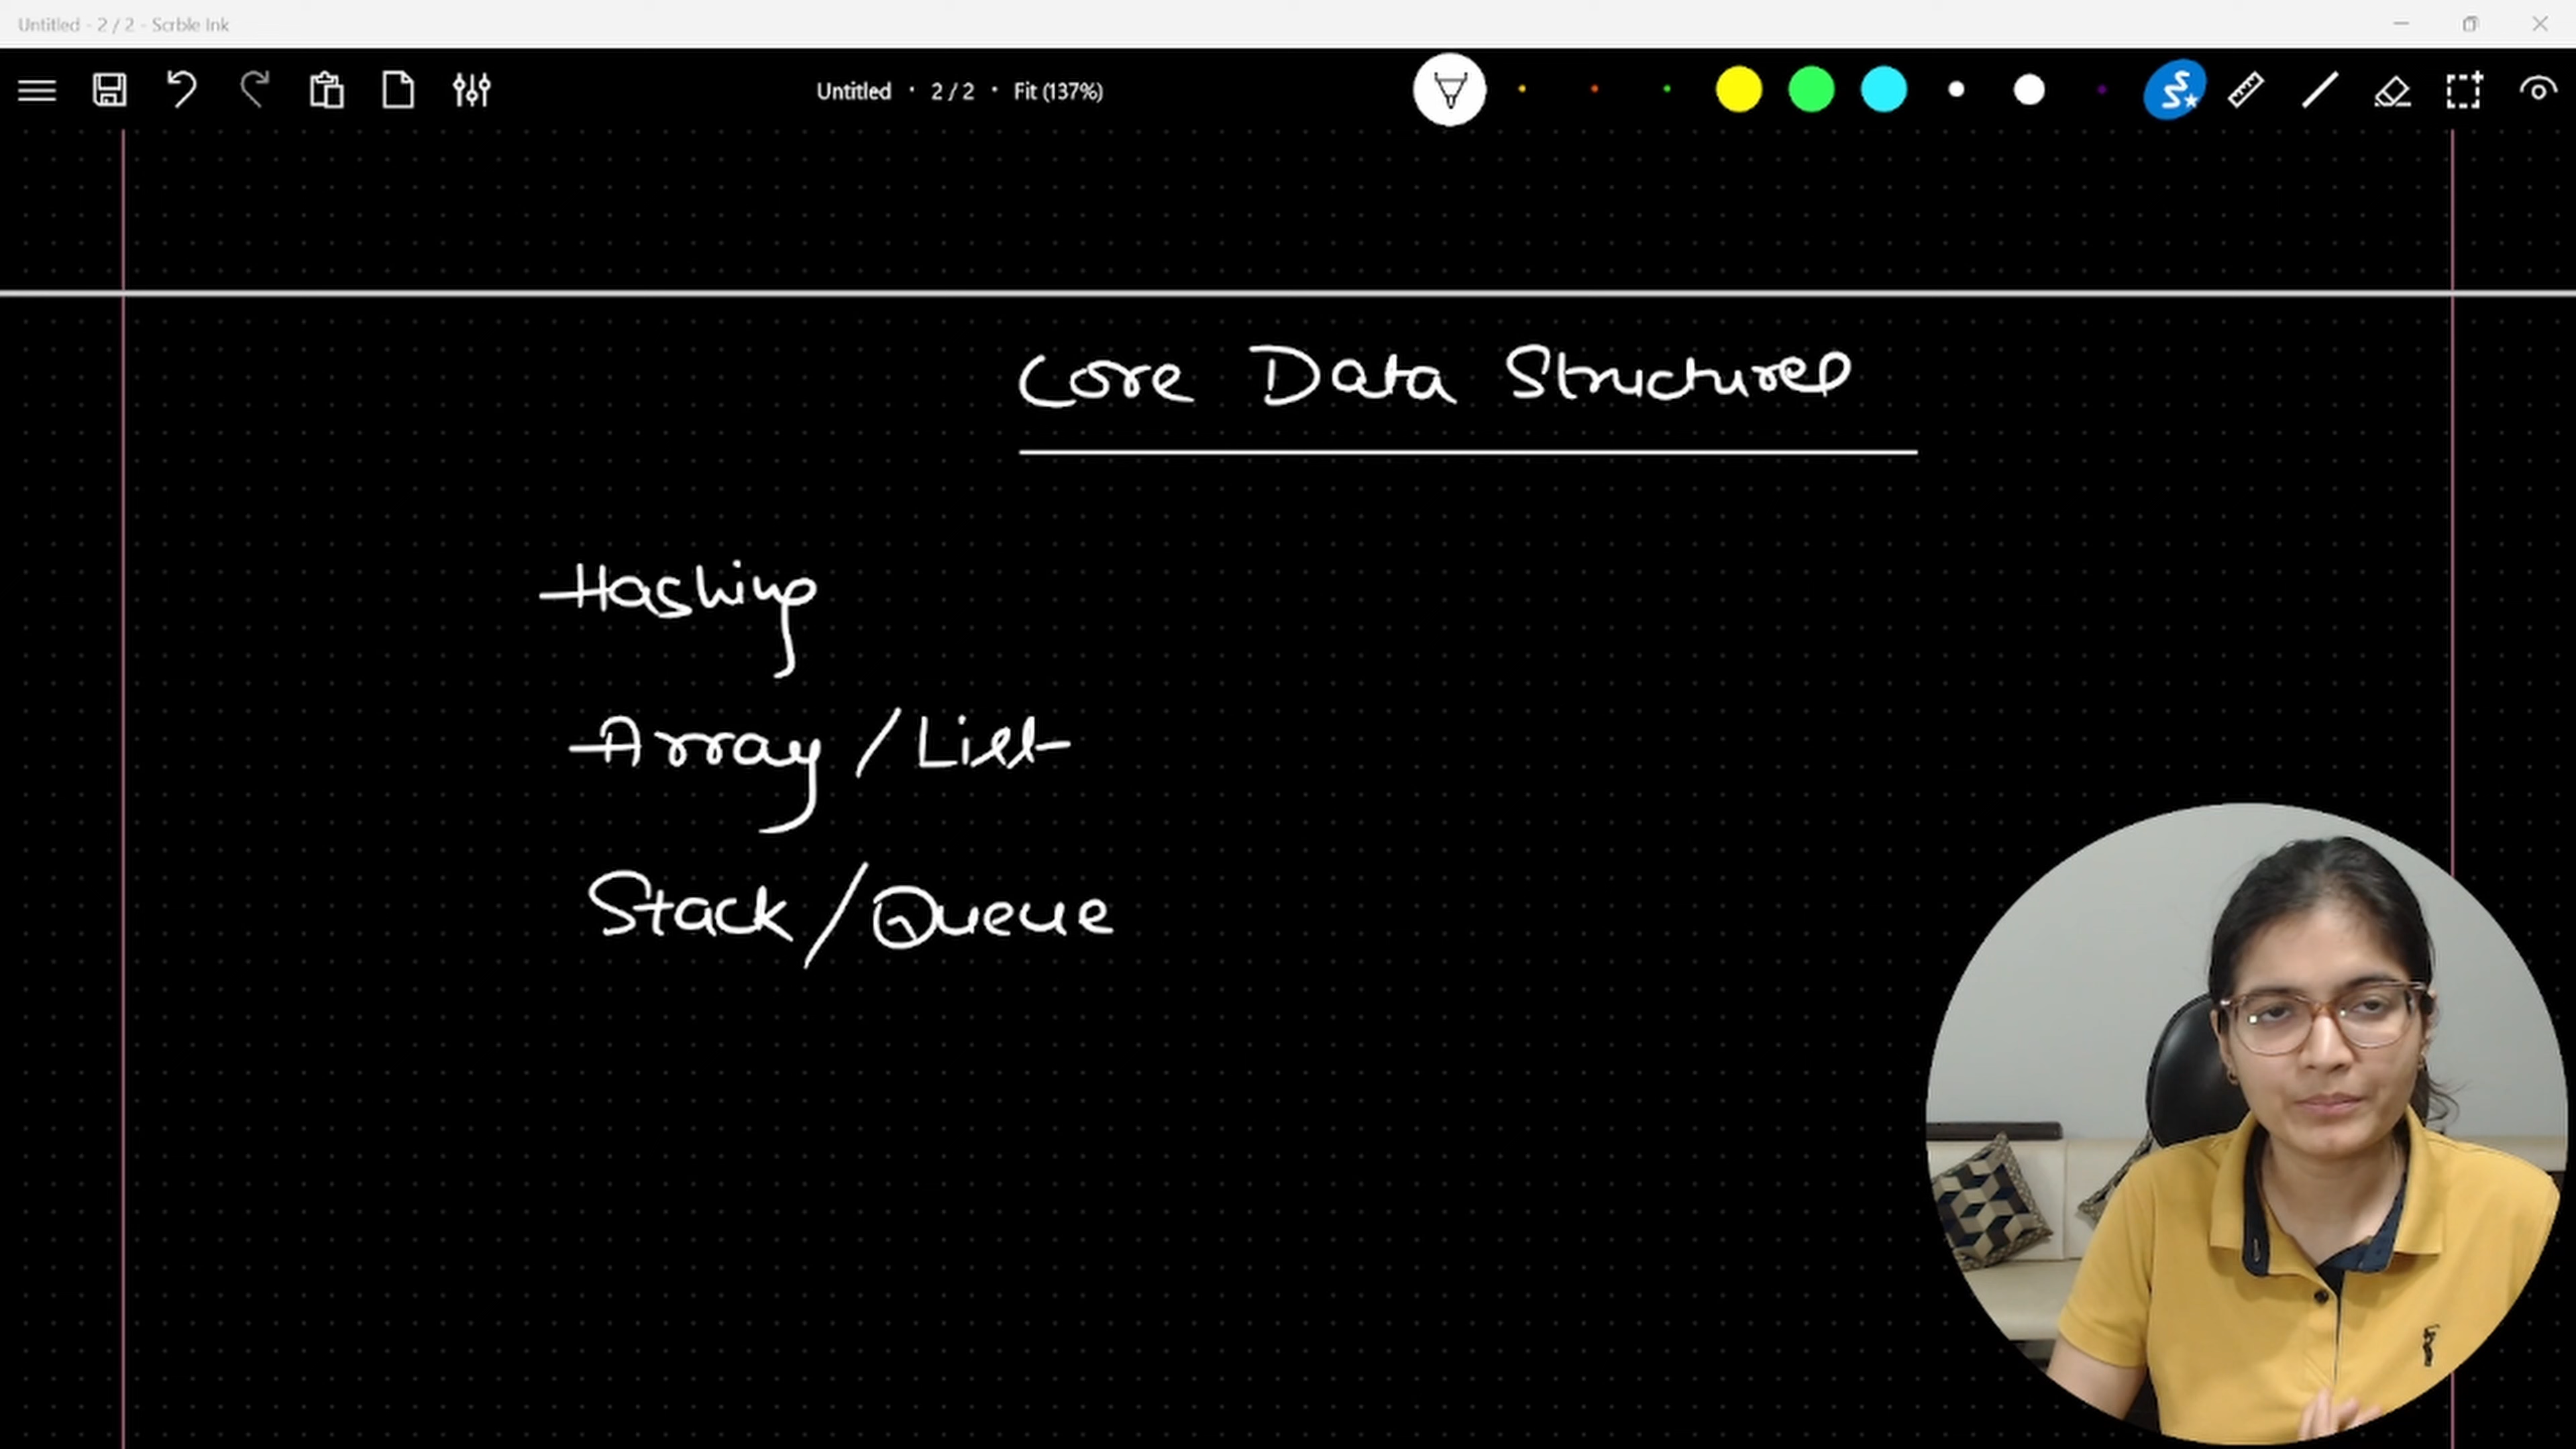 Untitled - 2 / 2 - Scrble Ink
Untitled · 2 / 2 · Fit (137%)
Core Data Structures
Hashing
Array / List
Stack / Queue